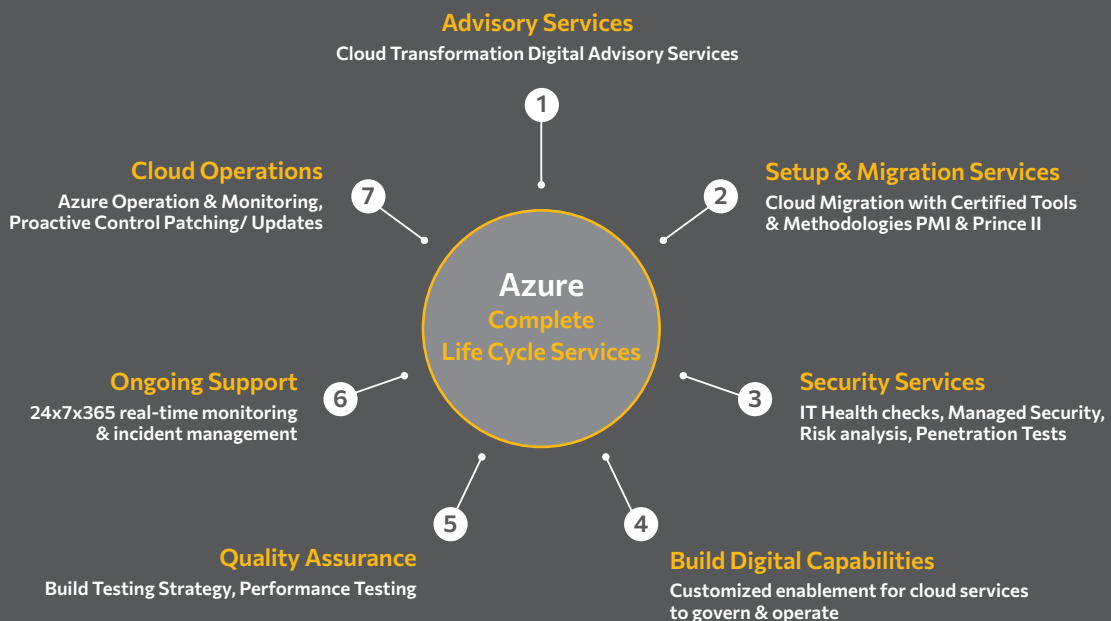 Advisory Services
Cloud Transformation Digital Advisory Services
1
Cloud Operations
Azure Operation & Monitoring,
Proactive Control Patching/ Updates
7
2
Setup & Migration Services
Cloud Migration with Certified Tools
& Methodologies PMI & Prince II
Azure
Complete
Life Cycle Services
Ongoing Support
24x7x365 real-time monitoring
& incident management
6
3
Security Services
IT Health checks, Managed Security,
Risk analysis, Penetration Tests
5
Quality Assurance
Build Testing Strategy, Performance Testing
4
Build Digital Capabilities
Customized enablement for cloud services
to govern & operate